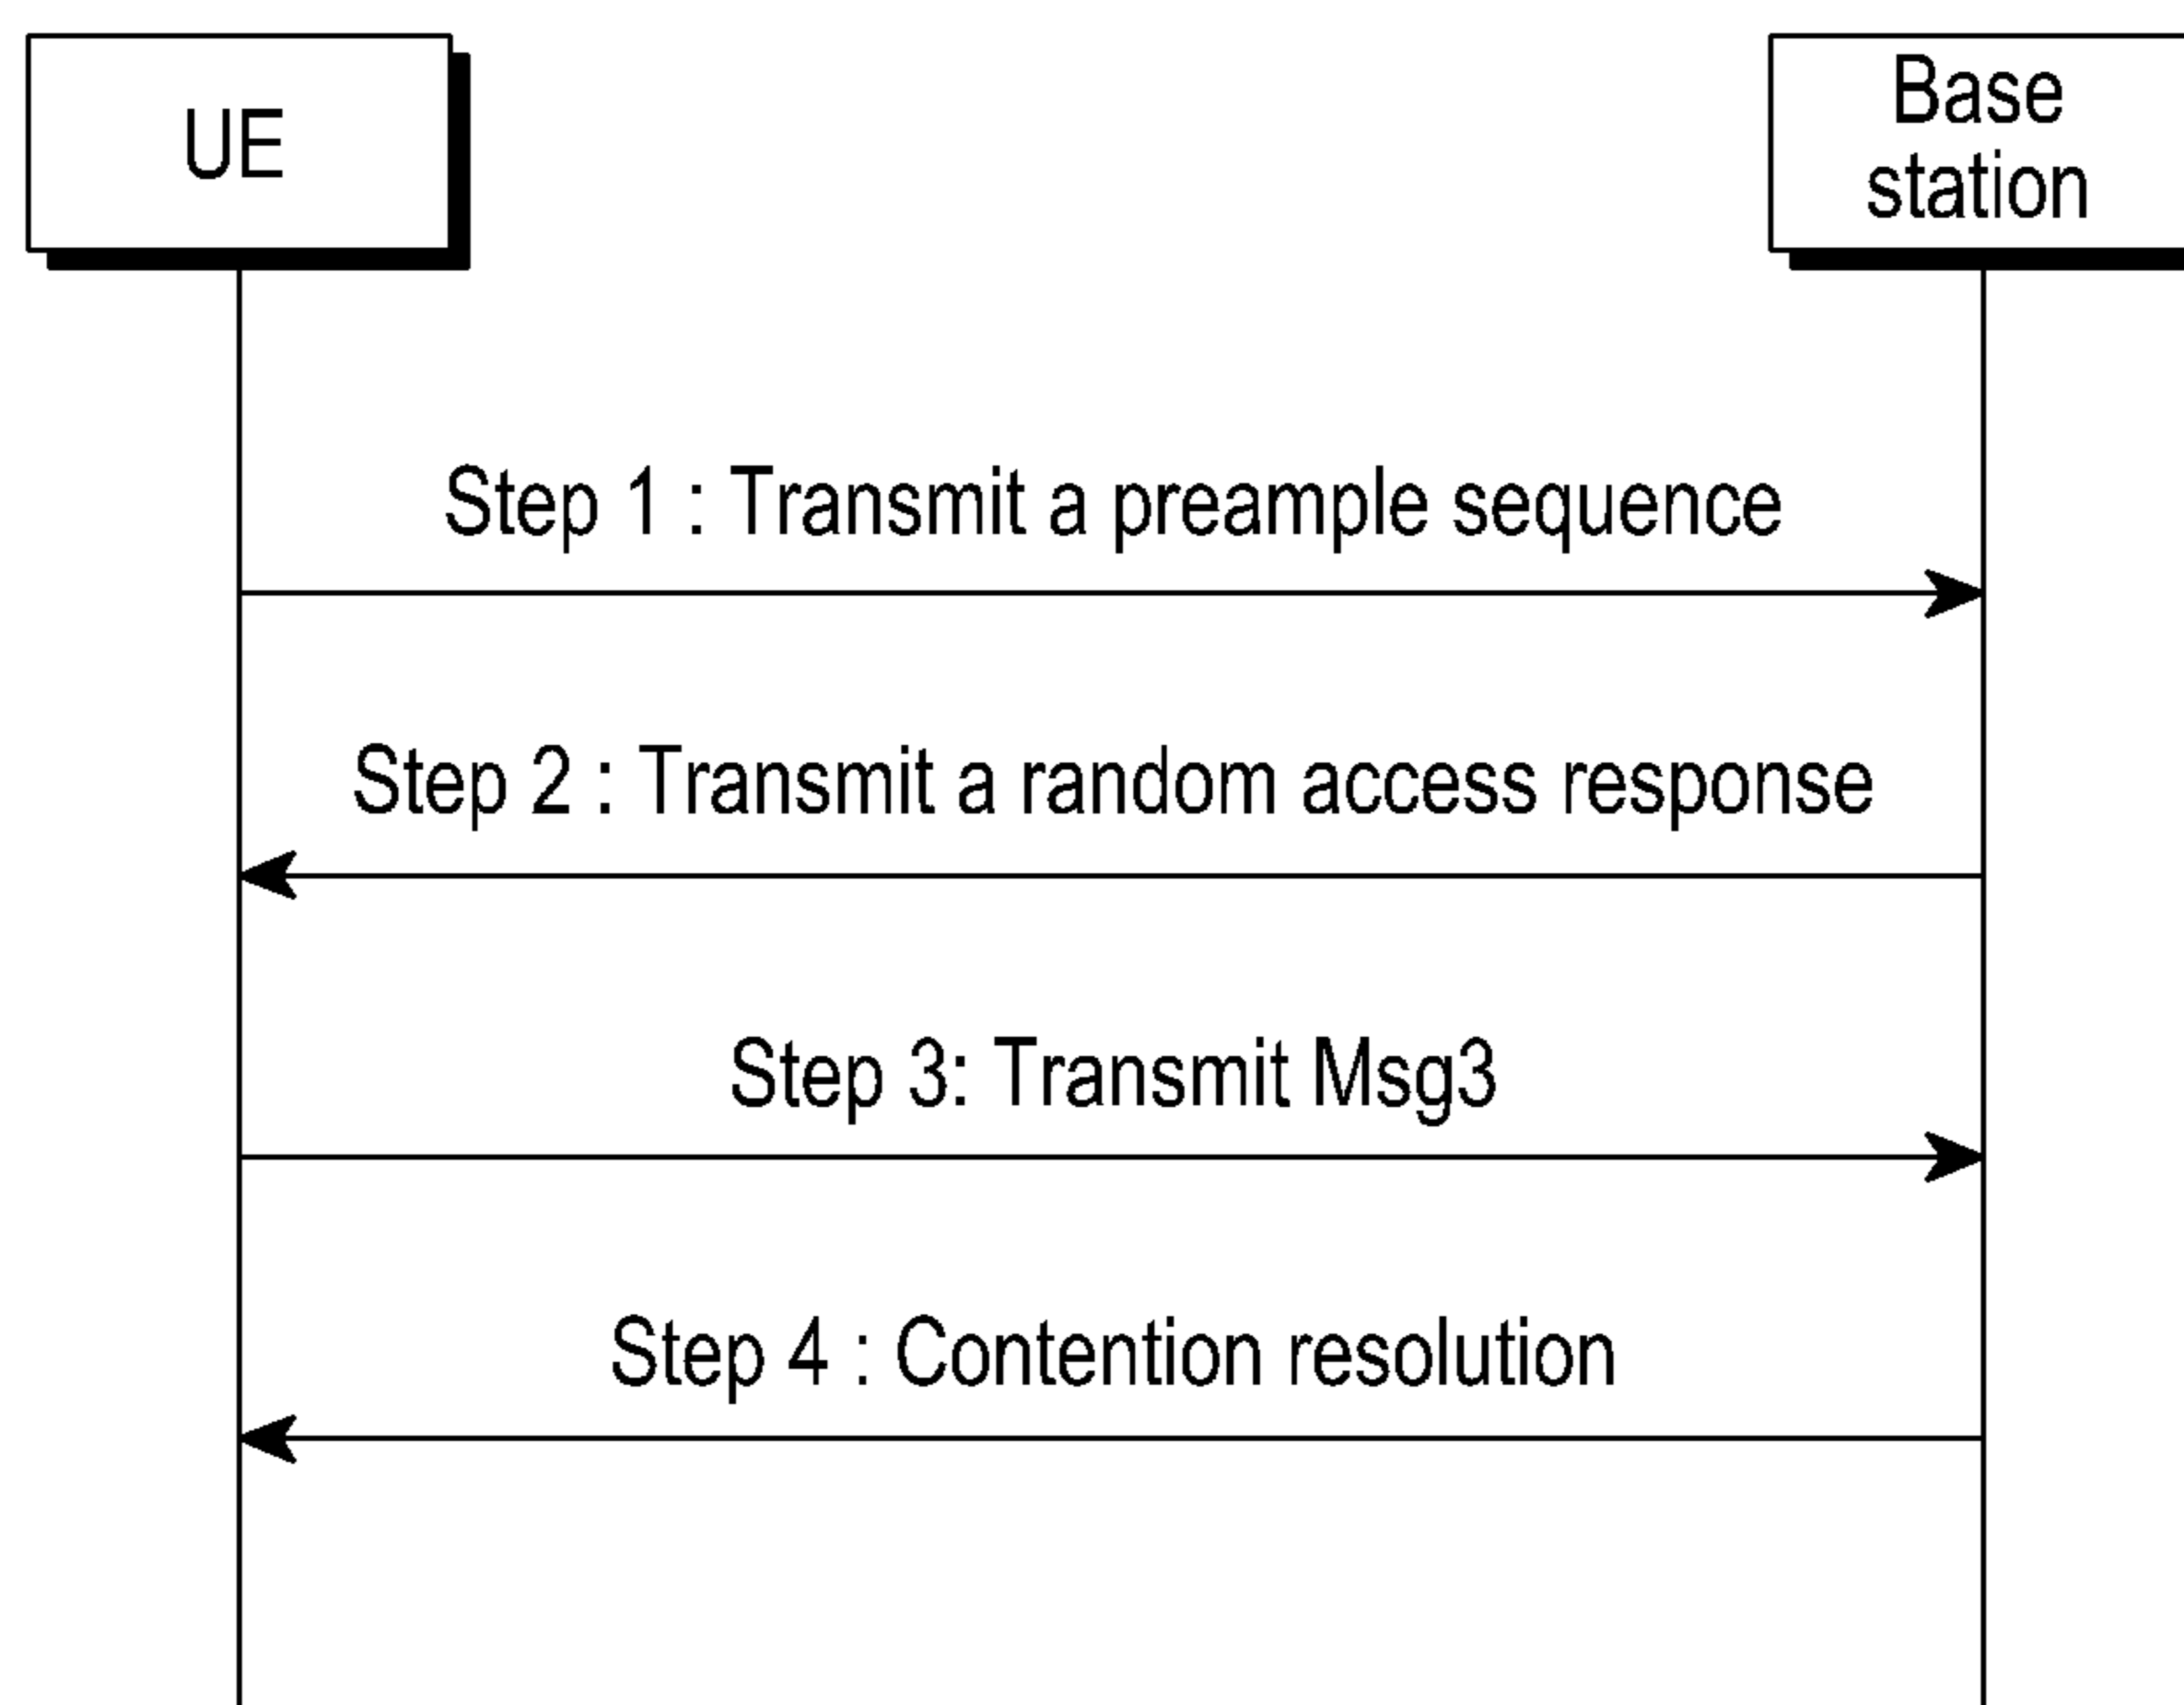 UE
Base
station
Step 1 : Transmit a preample sequence
Step 2 : Transmit a random access response
Step 3: Transmit Msg3
Step 4 : Contention resolution